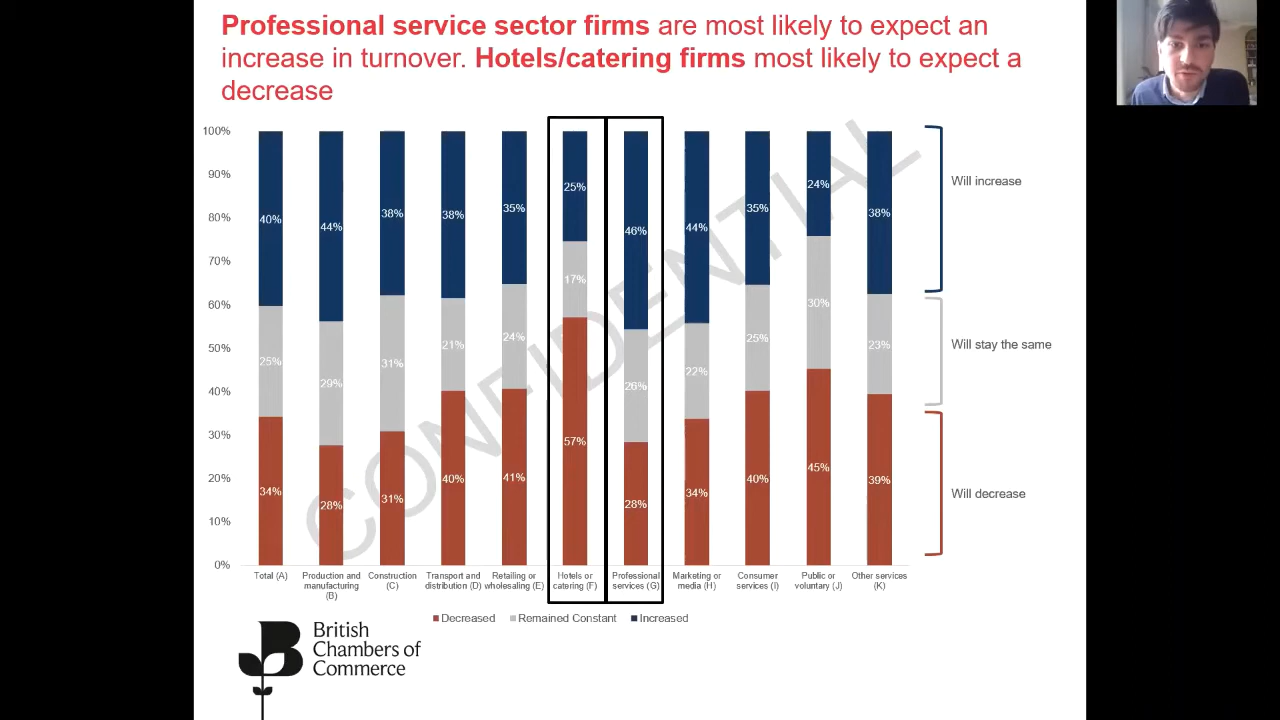 Professional service sector firms are most likely to expect an
increase in turnover. Hotels/catering firms most likely to expect a
decrease
100%
90%
80%
70%
60%
50%
40%
30%
20%
10%
0%
40%
44%
38%
38%
35%
25%
46%
44%
35%
24%
38%
25%
29%
31%
21%
24%
17%
26%
22%
25%
30%
23%
34%
28%
31%
40%
41%
57%
28%
34%
40%
45%
39%
CONFIDENTIAL
Will increase
Will stay the same
Will decrease
Total (A)
Production and
manufacturing
(B)
Construction
(C)
Transport and
distribution (D)
Retailing or
wholesaling (E)
Hotels or
catering (F)
Professional
services (G)
Marketing or
media (H)
Consumer
services (I)
Public or
voluntary (J)
Other services
(K)
Decreased Remained Constant Increased
British
Chambers of
Commerce